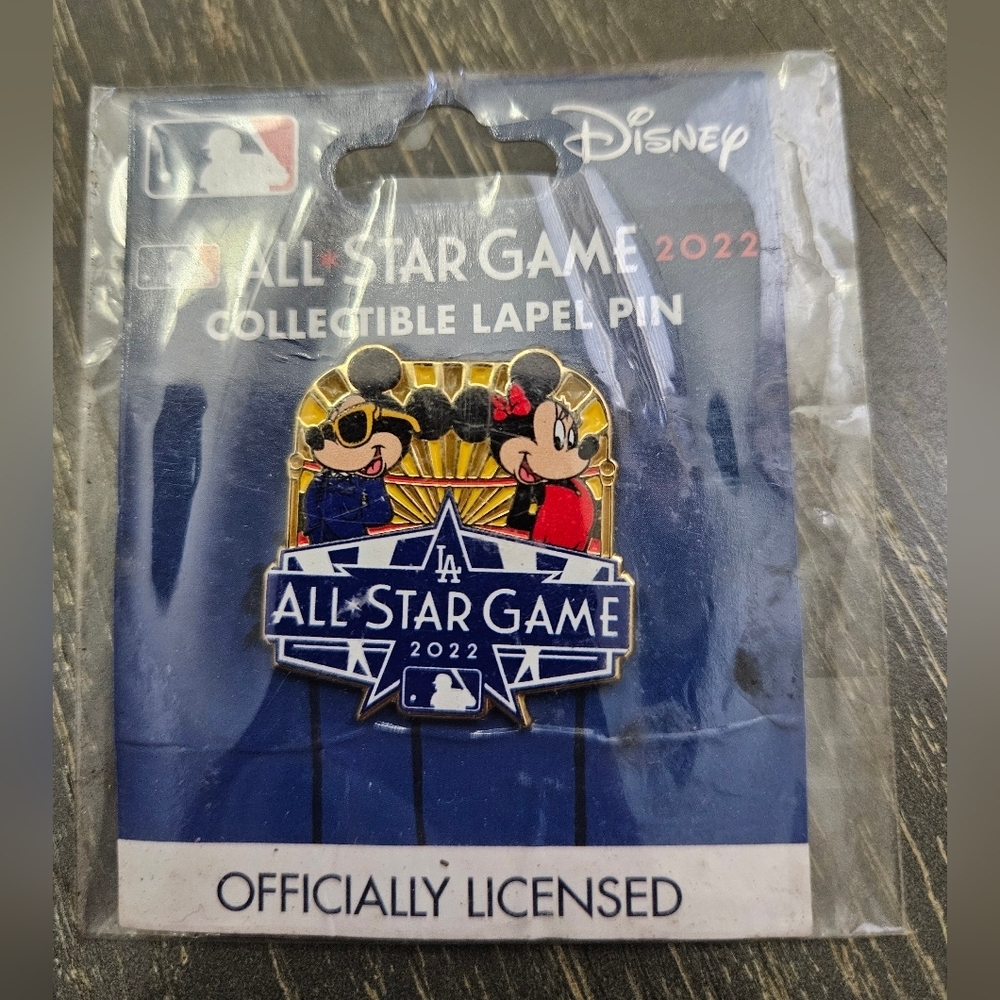 Disney
ALL*STAR GAME 2022
COLLECTIBLE LAPEL PIN
LA
ALL*STAR GAME
2022
OFFICIALLY LICENSED